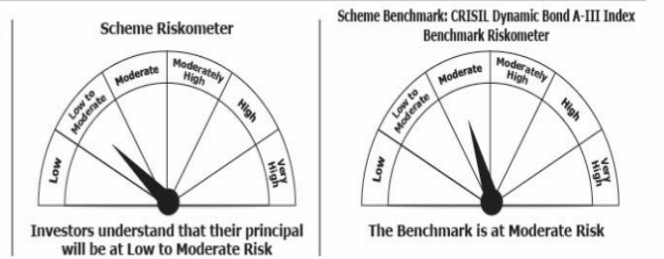 Scheme Riskometer
Low
Low to
Moderate
Moderate
Moderately
High
High
Very
High
Investors understand that their principal
will be at Low to Moderate Risk
Scheme Benchmark: CRISIL Dynamic Bond A-III Index
Benchmark Riskometer
Low
Low to
Moderate
Moderate
Moderately
High
High
Very
High
The Benchmark is at Moderate Risk